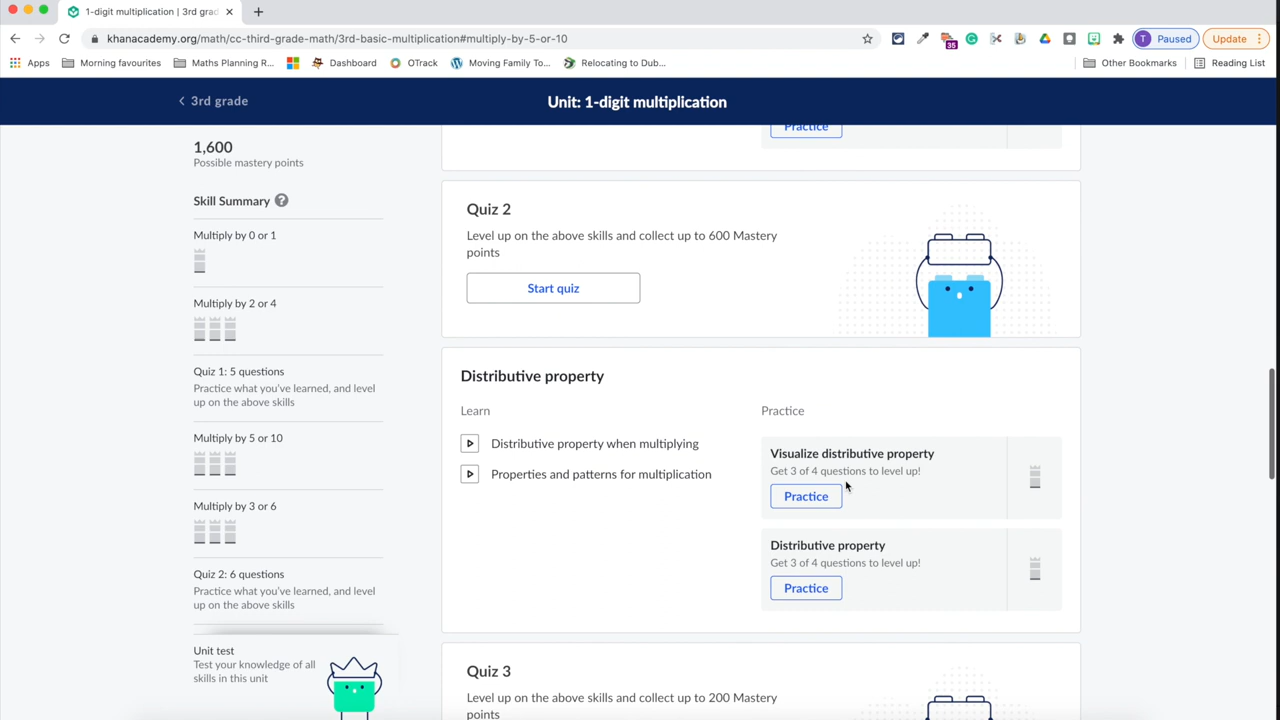 1-digit multiplication | 3rd grad
khanacademy.org/math/cc-third-grade-math/3rd-basic-multiplication#multiply-by-5-or-10
35
T Paused
Update
Apps
Morning favourites
Maths Planning R...
Dashboard
OTrack
Moving Family To...
Relocating to Dub...
Other Bookmarks
Reading List
3rd grade
Unit: 1-digit multiplication
1,600
Possible mastery points
Skill Summary ?
Multiply by 0 or 1
Multiply by 2 or 4
Quiz 1: 5 questions
Practice what you've learned, and level
up on the above skills
Multiply by 5 or 10
Multiply by 3 or 6
Quiz 2: 6 questions
Practice what you've learned, and level
up on the above skills
Unit test
Test your knowledge of all
skills in this unit
Practice
Quiz 2
Level up on the above skills and collect up to 600 Mastery
points
Start quiz
Distributive property
Learn
Distributive property when multiplying
Properties and patterns for multiplication
Practice
Visualize distributive property
Get 3 of 4 questions to level up!
Practice
Distributive property
Get 3 of 4 questions to level up!
Practice
Quiz 3
Level up on the above skills and collect up to 200 Mastery
points